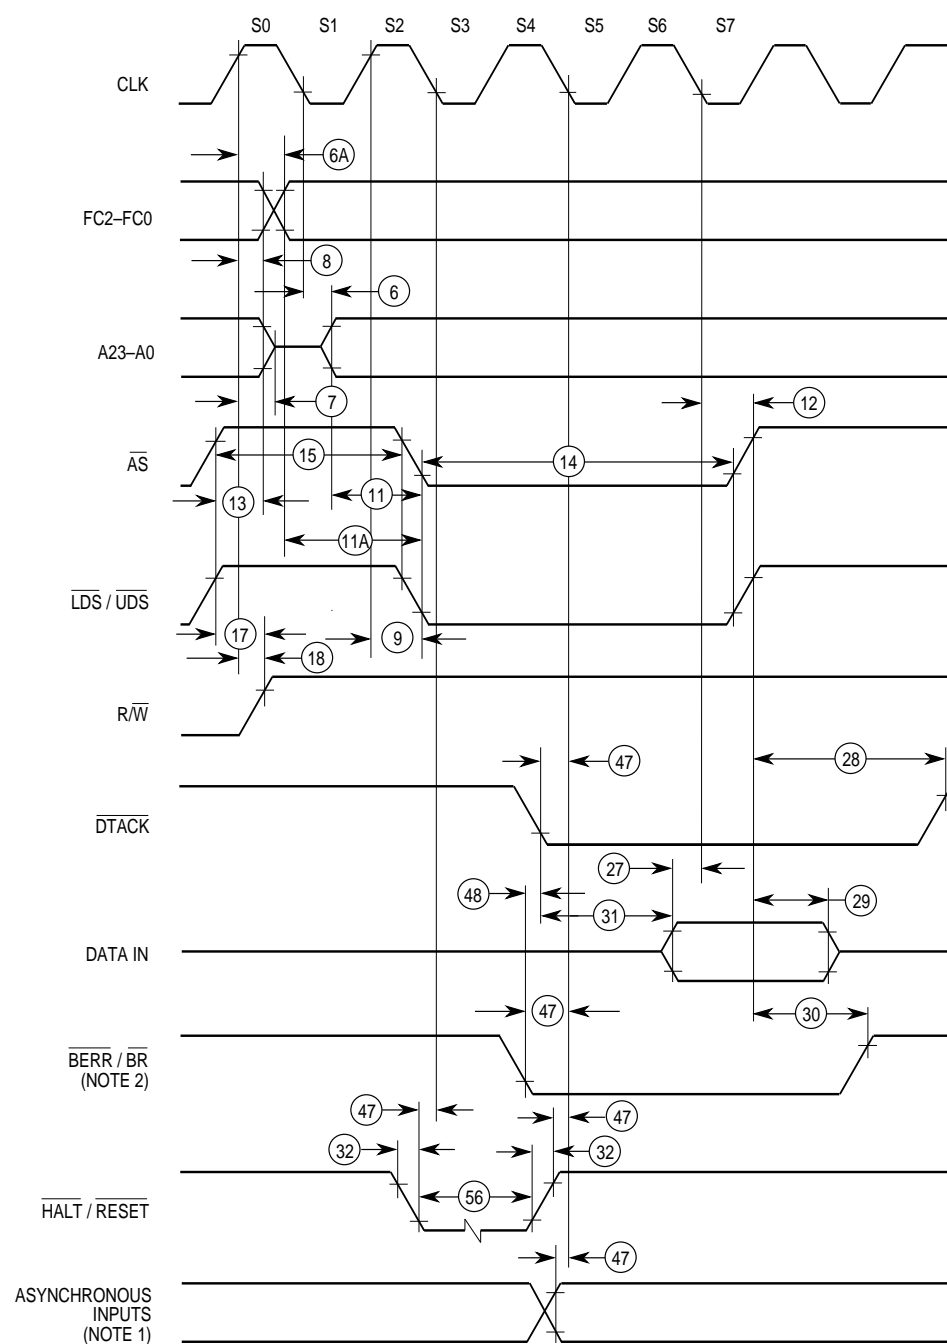 S0 S1 S2 S3 S4 S5 S6 S7
CLK
6A
FC2–FC0
8
6
A23–A0
7
12
AS
15
14
13
11
11A
LDS / UDS
17
9
18
R/W
47
28
DTACK
27
48
31
29
DATA IN
47
30
BERR / BR
(NOTE 2)
47
47
32
32
56
HALT / RESET
47
ASYNCHRONOUS
INPUTS
(NOTE 1)